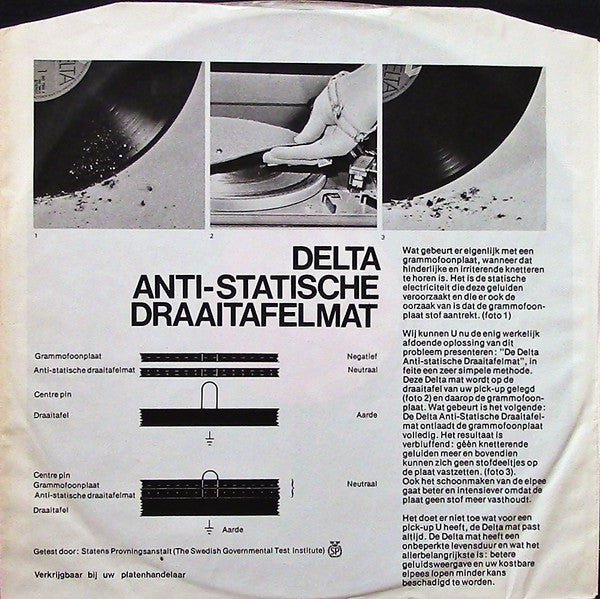 DELTA
DELTA
1
2
3
DELTA
ANTI-STATISCHE
DRAAITAFELMAT
Grammofoonplaat Negatief
Anti-statische draaitafelmat Neutraal
Centre pin
Draaitafel Aarde
Centre pin
Grammofoonplaat Neutraal
Anti-statische draaitafelmat
Draaitafel
Aarde
Getest door: Statens Provningsanstalt (The Swedish Governmental Test Institute) SP
Verkrijgbaar bij uw platenhandelaar
Wat gebeurt er eigenlijk met een
grammofoonplaat, wanneer dat
hinderlijke en irriterende knetteren
te horen is. Het is de statische
electriciteit die deze geluiden
veroorzaakt en die er ook de
oorzaak van is dat de grammofoon-
plaat stof aantrekt. (foto 1)
Wij kunnen U nu de enig werkelijk
afdoende oplossing van dit
probleem presenteren: "De Delta
Anti-statische Draaitafelmat", in
feite een zeer simpele methode.
Deze Delta mat wordt op de
draaitafel van uw pick-up gelegd
(foto 2) en daarop de grammofoon-
plaat. Wat gebeurt is het volgende:
De Delta Anti-Statische Draaitafel-
mat ontlaadt de grammofoonplaat
volledig. Het resultaat is
verbluffend: géén knetterende
geluiden meer en bovendien
kunnen zich geen stofdeeltjes op
de plaat vastzetten. (foto 3).
Ook het schoonmaken van de elpee
gaat beter en intensiever omdat de
plaat geen stof meer vasthoudt.
Het doet er niet toe wat voor een
pick-up U heeft, de Delta mat past
altijd. De Delta mat heeft een
onbeperkte levensduur en wat het
allerbelangrijkste is: betere
geluidsweergave en uw kostbare
elpees lopen minder kans
beschadigd te worden.